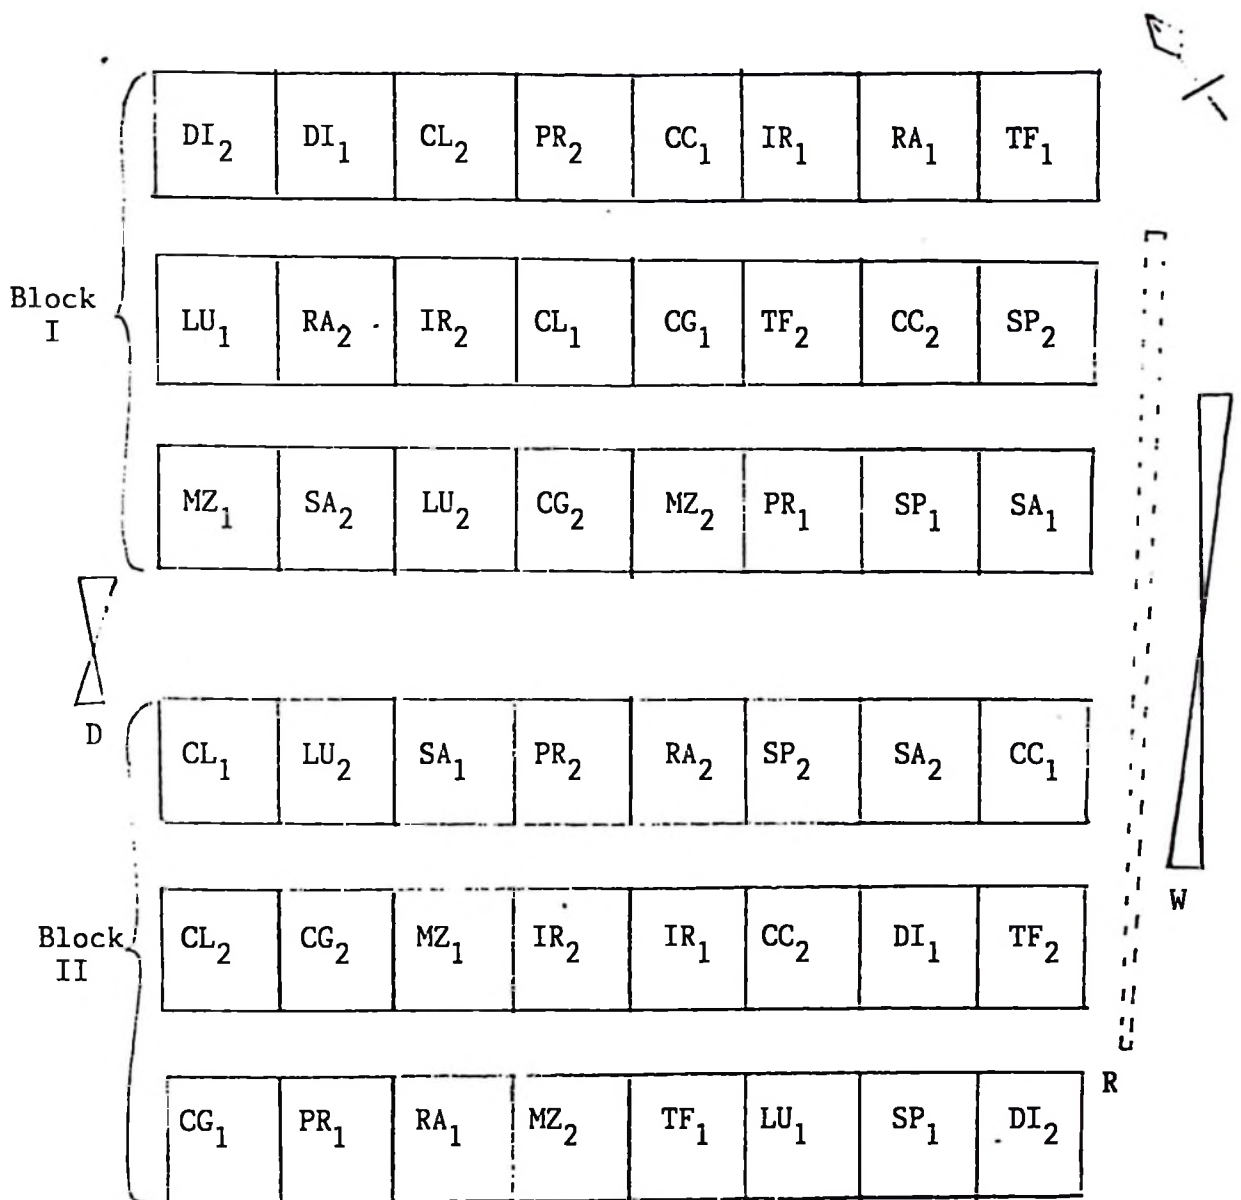 DI₂ DI₁ CL₂ PR₂ CC₁ IR₁ RA₁ TF₁
Block
I
LU₁ RA₂ IR₂ CL₁ CG₁ TF₂ CC₂ SP₂
MZ₁ SA₂ LU₂ CG₂ MZ₂ PR₁ SP₁ SA₁
D
CL₁ LU₂ SA₁ PR₂ RA₂ SP₂ SA₂ CC₁
W
Block
II
CL₂ CG₂ MZ₁ IR₂ IR₁ CC₂ DI₁ TF₂
R
CG₁ PR₁ RA₁ MZ₂ TF₁ LU₁ SP₁ DI₂